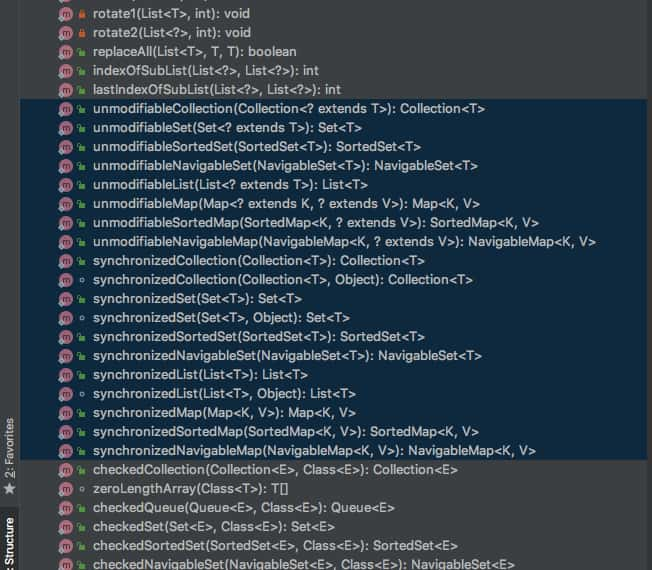 rotate1(List<T>, int): void
rotate2(List<?>, int): void
replaceAll(List<T>, T, T): boolean
indexOfSubList(List<?>, List<?>): int
lastIndexOfSubList(List<?>, List<?>): int
unmodifiableCollection(Collection<? extends T>): Collection<T>
unmodifiableSet(Set<? extends T>): Set<T>
unmodifiableSortedSet(SortedSet<T>): SortedSet<T>
unmodifiableNavigableSet(NavigableSet<T>): NavigableSet<T>
unmodifiableList(List<? extends T>): List<T>
unmodifiableMap(Map<? extends K, ? extends V>): Map<K, V>
unmodifiableSortedMap(SortedMap<K, ? extends V>): SortedMap<K, V>
unmodifiableNavigableMap(NavigableMap<K, ? extends V>): NavigableMap<K, V>
synchronizedCollection(Collection<T>): Collection<T>
synchronizedCollection(Collection<T>, Object): Collection<T>
synchronizedSet(Set<T>): Set<T>
synchronizedSet(Set<T>, Object): Set<T>
synchronizedSortedSet(SortedSet<T>): SortedSet<T>
synchronizedNavigableSet(NavigableSet<T>): NavigableSet<T>
synchronizedList(List<T>): List<T>
synchronizedList(List<T>, Object): List<T>
synchronizedMap(Map<K, V>): Map<K, V>
synchronizedSortedMap(SortedMap<K, V>): SortedMap<K, V>
synchronizedNavigableMap(NavigableMap<K, V>): NavigableMap<K, V>
checkedCollection(Collection<E>, Class<E>): Collection<E>
zeroLengthArray(Class<T>): T[]
checkedQueue(Queue<E>, Class<E>): Queue<E>
checkedSet(Set<E>, Class<E>): Set<E>
checkedSortedSet(SortedSet<E>, Class<E>): SortedSet<E>
checkedNavigableSet(NavigableSet<E>, Class<E>): NavigableSet<E>
2: Favorites
: Structure